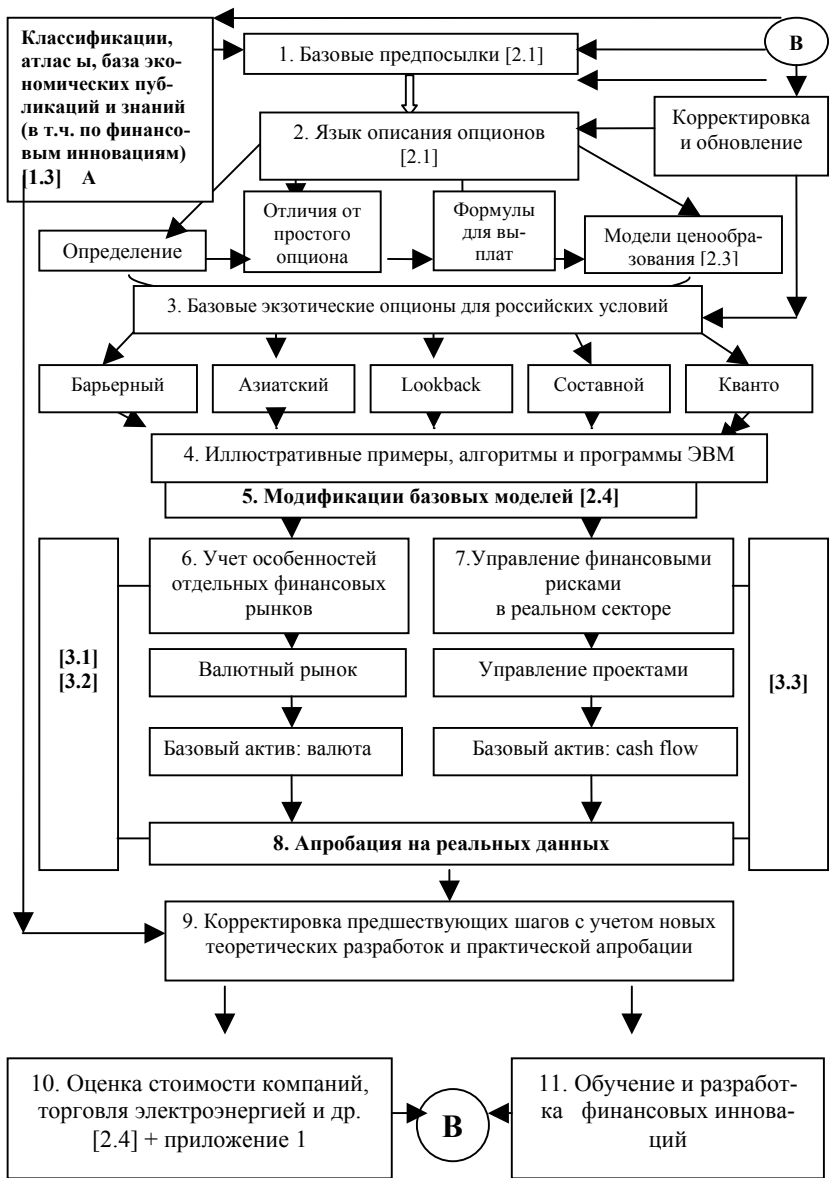 Классификации,
атлас ы, база эко-
номических пуб-
ликаций и знаний
(в т.ч. по финансо-
вым инновациям)
[1.3] А
1. Базовые предпосылки [2.1]
В
2. Язык описания опционов
[2.1]
Корректировка
и обновление
Определение
Отличия от
простого
опциона
Формулы
для вы-
плат
Модели ценообра-
зования [2.3]
3. Базовые экзотические опционы для российских условий
Барьерный
Азиатский
Lookback
Составной
Кванто
4. Иллюстративные примеры, алгоритмы и программы ЭВМ
5. Модификации базовых моделей [2.4]
6. Учет особенностей
отдельных финансовых
рынков
7.Управление финансовыми
рисками
в реальном секторе
[3.1]
[3.2]
Валютный рынок
Управление проектами
[3.3]
Базовый актив: валюта
Базовый актив: cash flow
8. Апробация на реальных данных
9. Корректировка предшествующих шагов с учетом новых
теоретических разработок и практической апробации
10. Оценка стоимости компаний,
торговля электроэнергией и др.
[2.4] + приложение 1
В
11. Обучение и разработ-
ка финансовых иннова-
ций